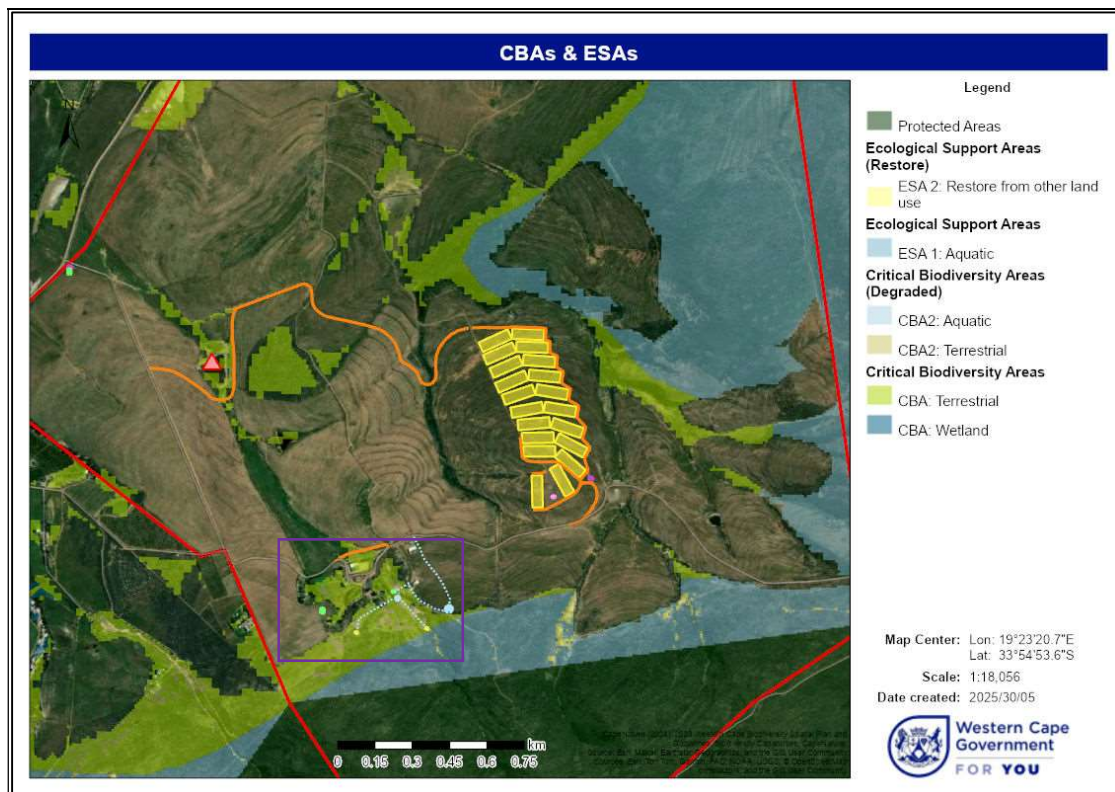 CBAs & ESAs
N
Legend
Protected Areas
Ecological Support Areas
(Restore)
ESA 2: Restore from other land
use
Ecological Support Areas
ESA 1: Aquatic
Critical Biodiversity Areas
(Degraded)
CBA2: Aquatic
CBA2: Terrestrial
Critical Biodiversity Areas
CBA: Terrestrial
CBA: Wetland
Map Center: Lon: 19°23'20.7"E
Lat: 33°54'53.6"S
Scale: 1:18,056
Date created: 2025/30/05
km
0 0.15 0.3 0.45 0.6 0.75
Western Cape
Government
FOR YOU